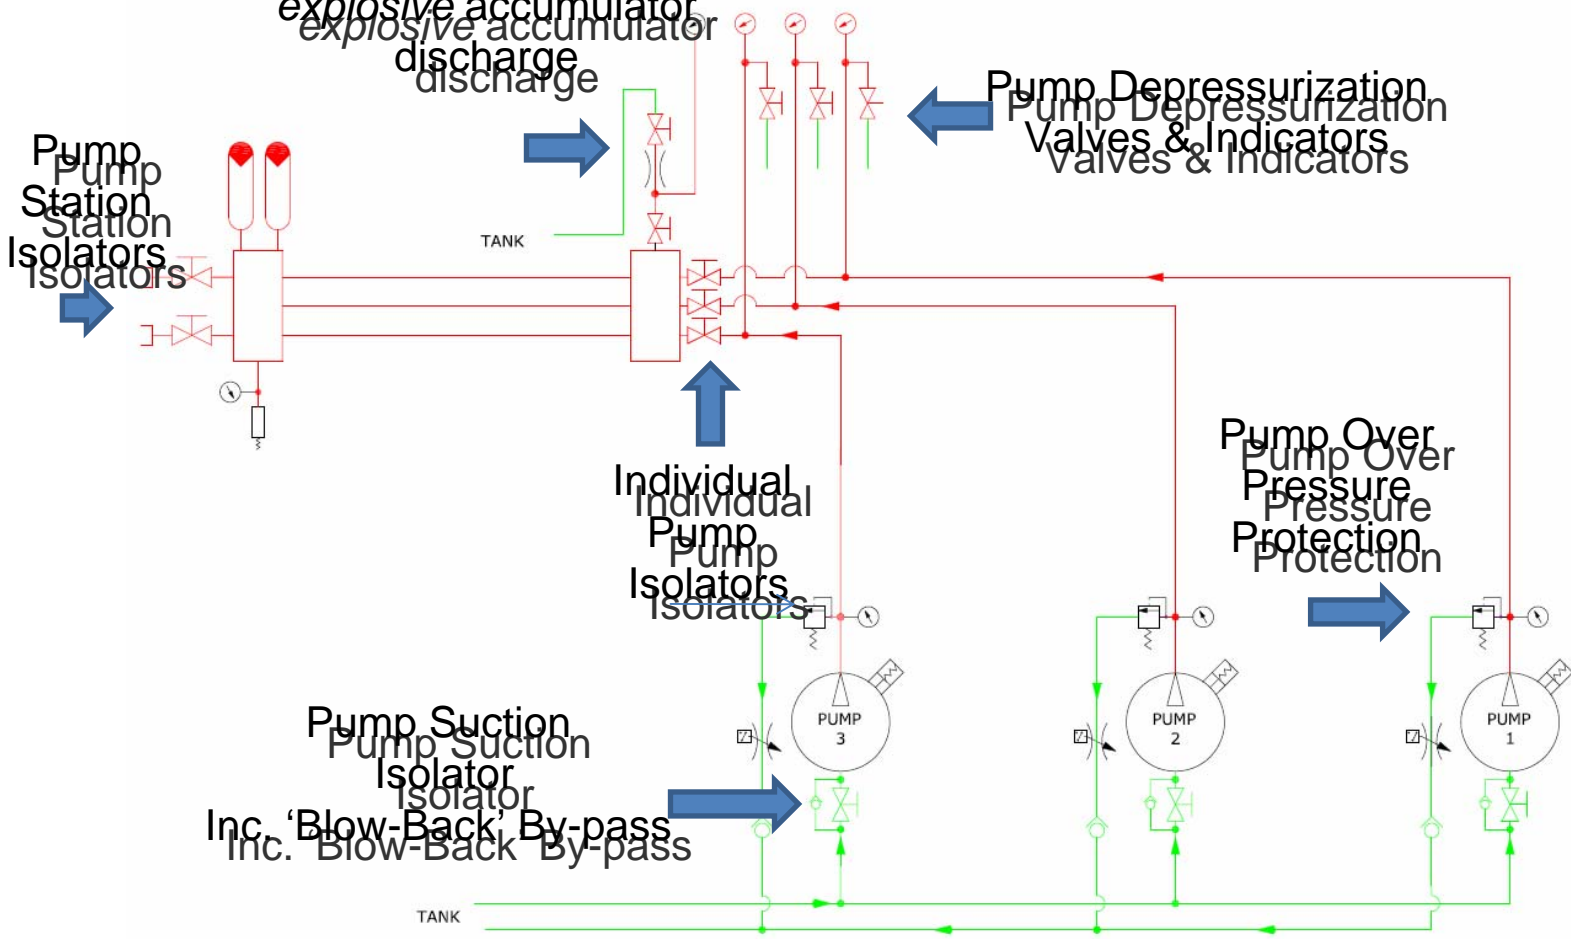 explosive accumulator
discharge
Pump Depressurization
Valves & Indicators
Pump
Station
Isolators
TANK
Individual
Pump
Isolators
Pump Over
Pressure
Protection
PUMP
3
PUMP
2
PUMP
1
Pump Suction
Isolator
Inc. ‘Blow-Back’ By-pass
TANK